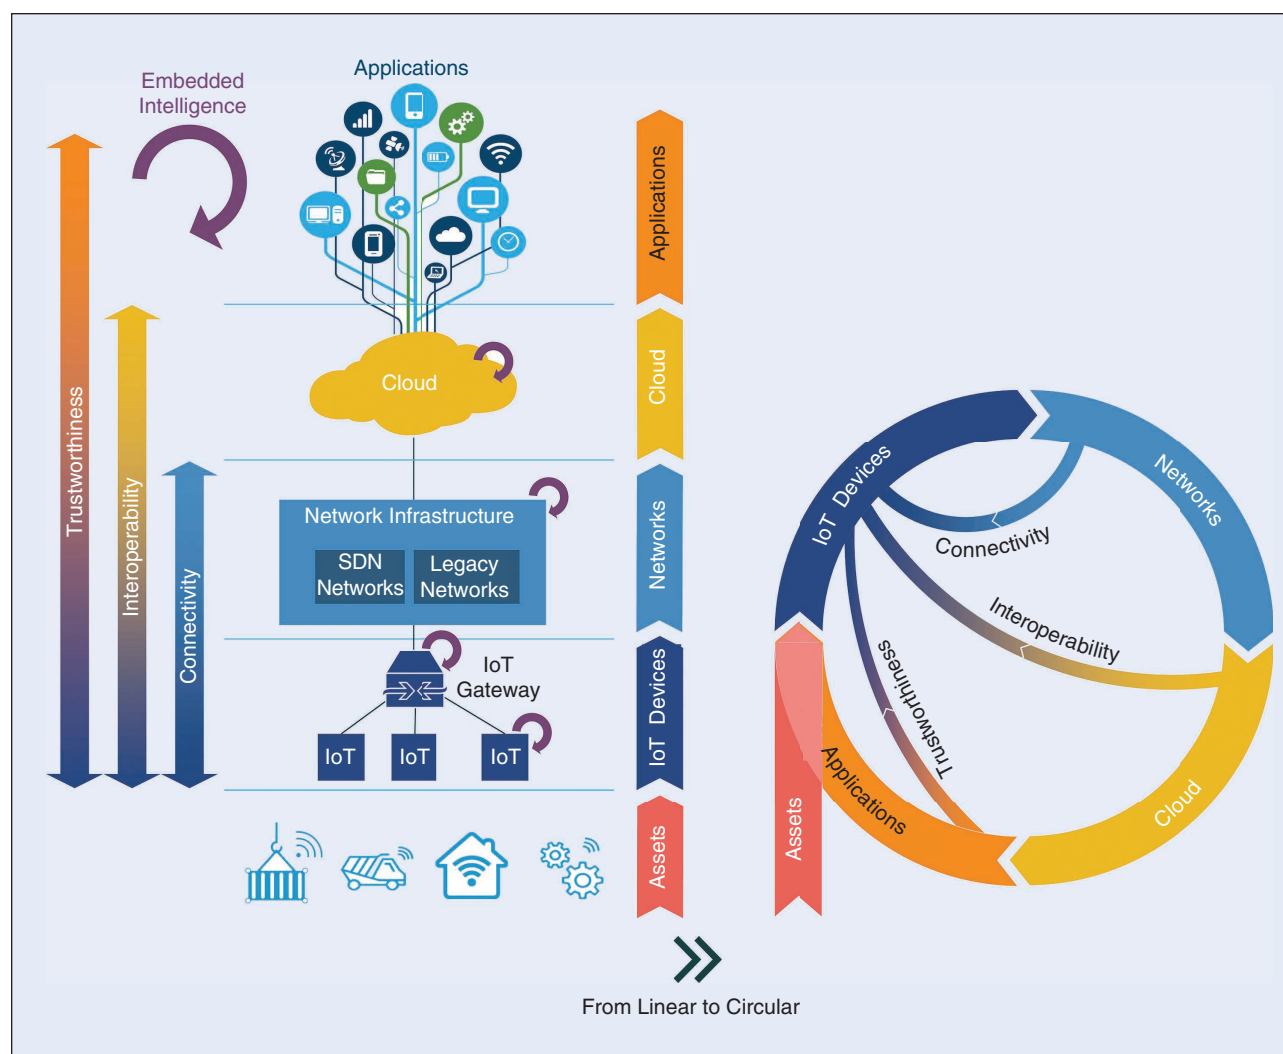 Embedded
Intelligence
Applications
Trustworthiness
Interoperability
Connectivity
Cloud
Network Infrastructure
SDN
Networks
Legacy
Networks
IoT
Gateway
IoT
IoT
IoT
Applications
Cloud
Networks
IoT Devices
Assets
From Linear to Circular
IoT Devices
Networks
Connectivity
Interoperability
Trustworthiness
Applications
Cloud
Assets